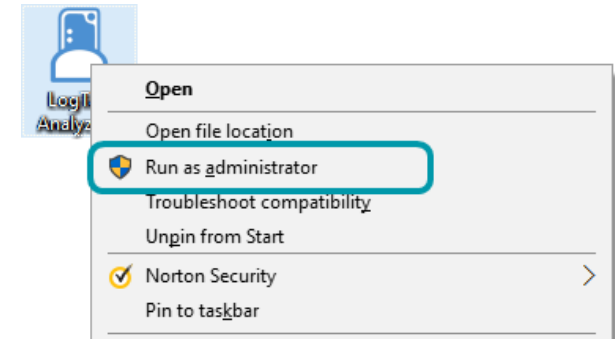 Open
Open file location
Run as administrator
Troubleshoot compatibility
Unpin from Start
Norton Security
Pin to taskbar